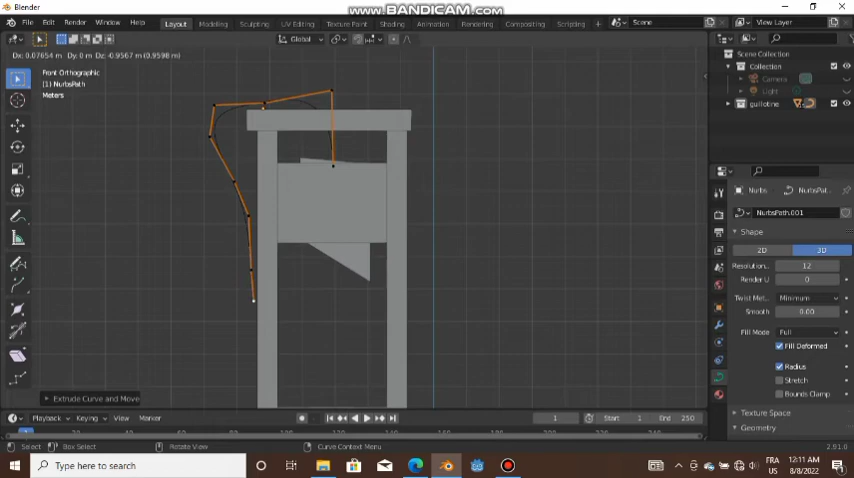 Blender
www.BANDICAM.com
File Edit Render Window Help
Layout Modeling Sculpting UV Editing Texture Paint Shading Animation Rendering Compositing Scripting
Scene
View Layer
Global
Dx: 0.07654 m Dy: 0 m Dz: -0.9567 m (0.9598 m)
Front Orthographic
(1) NurbsPath
Meters
Scene Collection
Collection
Camera
Light
guillotine
Nurbs
NurbsPat..
NurbsPath.001
Shape
2D
3D
Resolution..
12
Render U
0
Twist Met..
Minimum
Smooth
0.00
Fill Mode
Full
Fill Deformed
Radius
Stretch
Bounds Clamp
Texture Space
Geometry
Extrude Curve and Move
Playback Keying View Marker
1
Start 1
End 250
Select
Box Select
Rotate View
Curve Context Menu
2.91.0
Type here to search
FRA
US
12:11 AM
8/8/2022